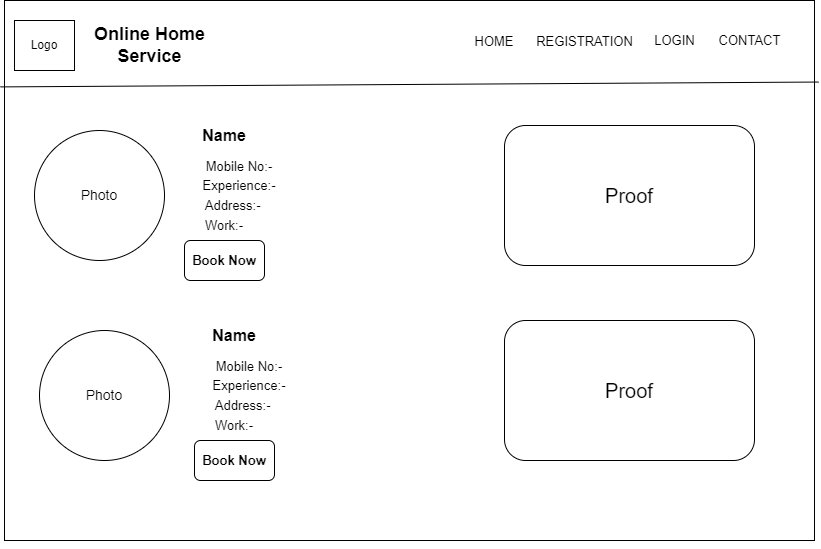 Logo
Online Home
Service
HOME
REGISTRATION
LOGIN
CONTACT
Photo
Name
Mobile No:-
Experience:-
Address:-
Work:-
Book Now
Proof
Photo
Name
Mobile No:-
Experience:-
Address:-
Work:-
Book Now
Proof